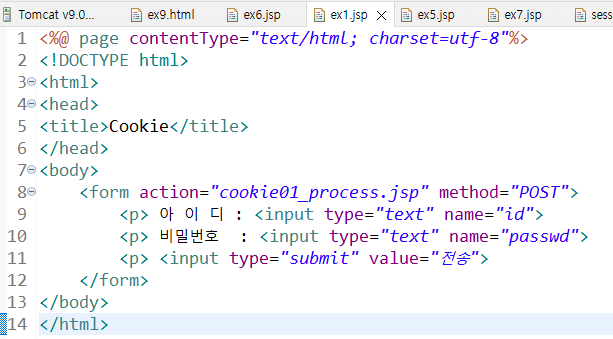 Tomcat v9.0... ex9.html ex6.jsp ex1.jsp ex5.jsp ex7.jsp sess
1 <%@ page contentType="text/html; charset=utf-8"%>
2 <!DOCTYPE html>
3 <html>
4 <head>
5 <title>Cookie</title>
6 </head>
7 <body>
8 <form action="cookie01_process.jsp" method="POST">
9 <p> 아 이 디 : <input type="text" name="id">
10 <p> 비밀번호  : <input type="text" name="passwd">
11 <p> <input type="submit" value="전송">
12 </form>
13 </body>
14 </html>